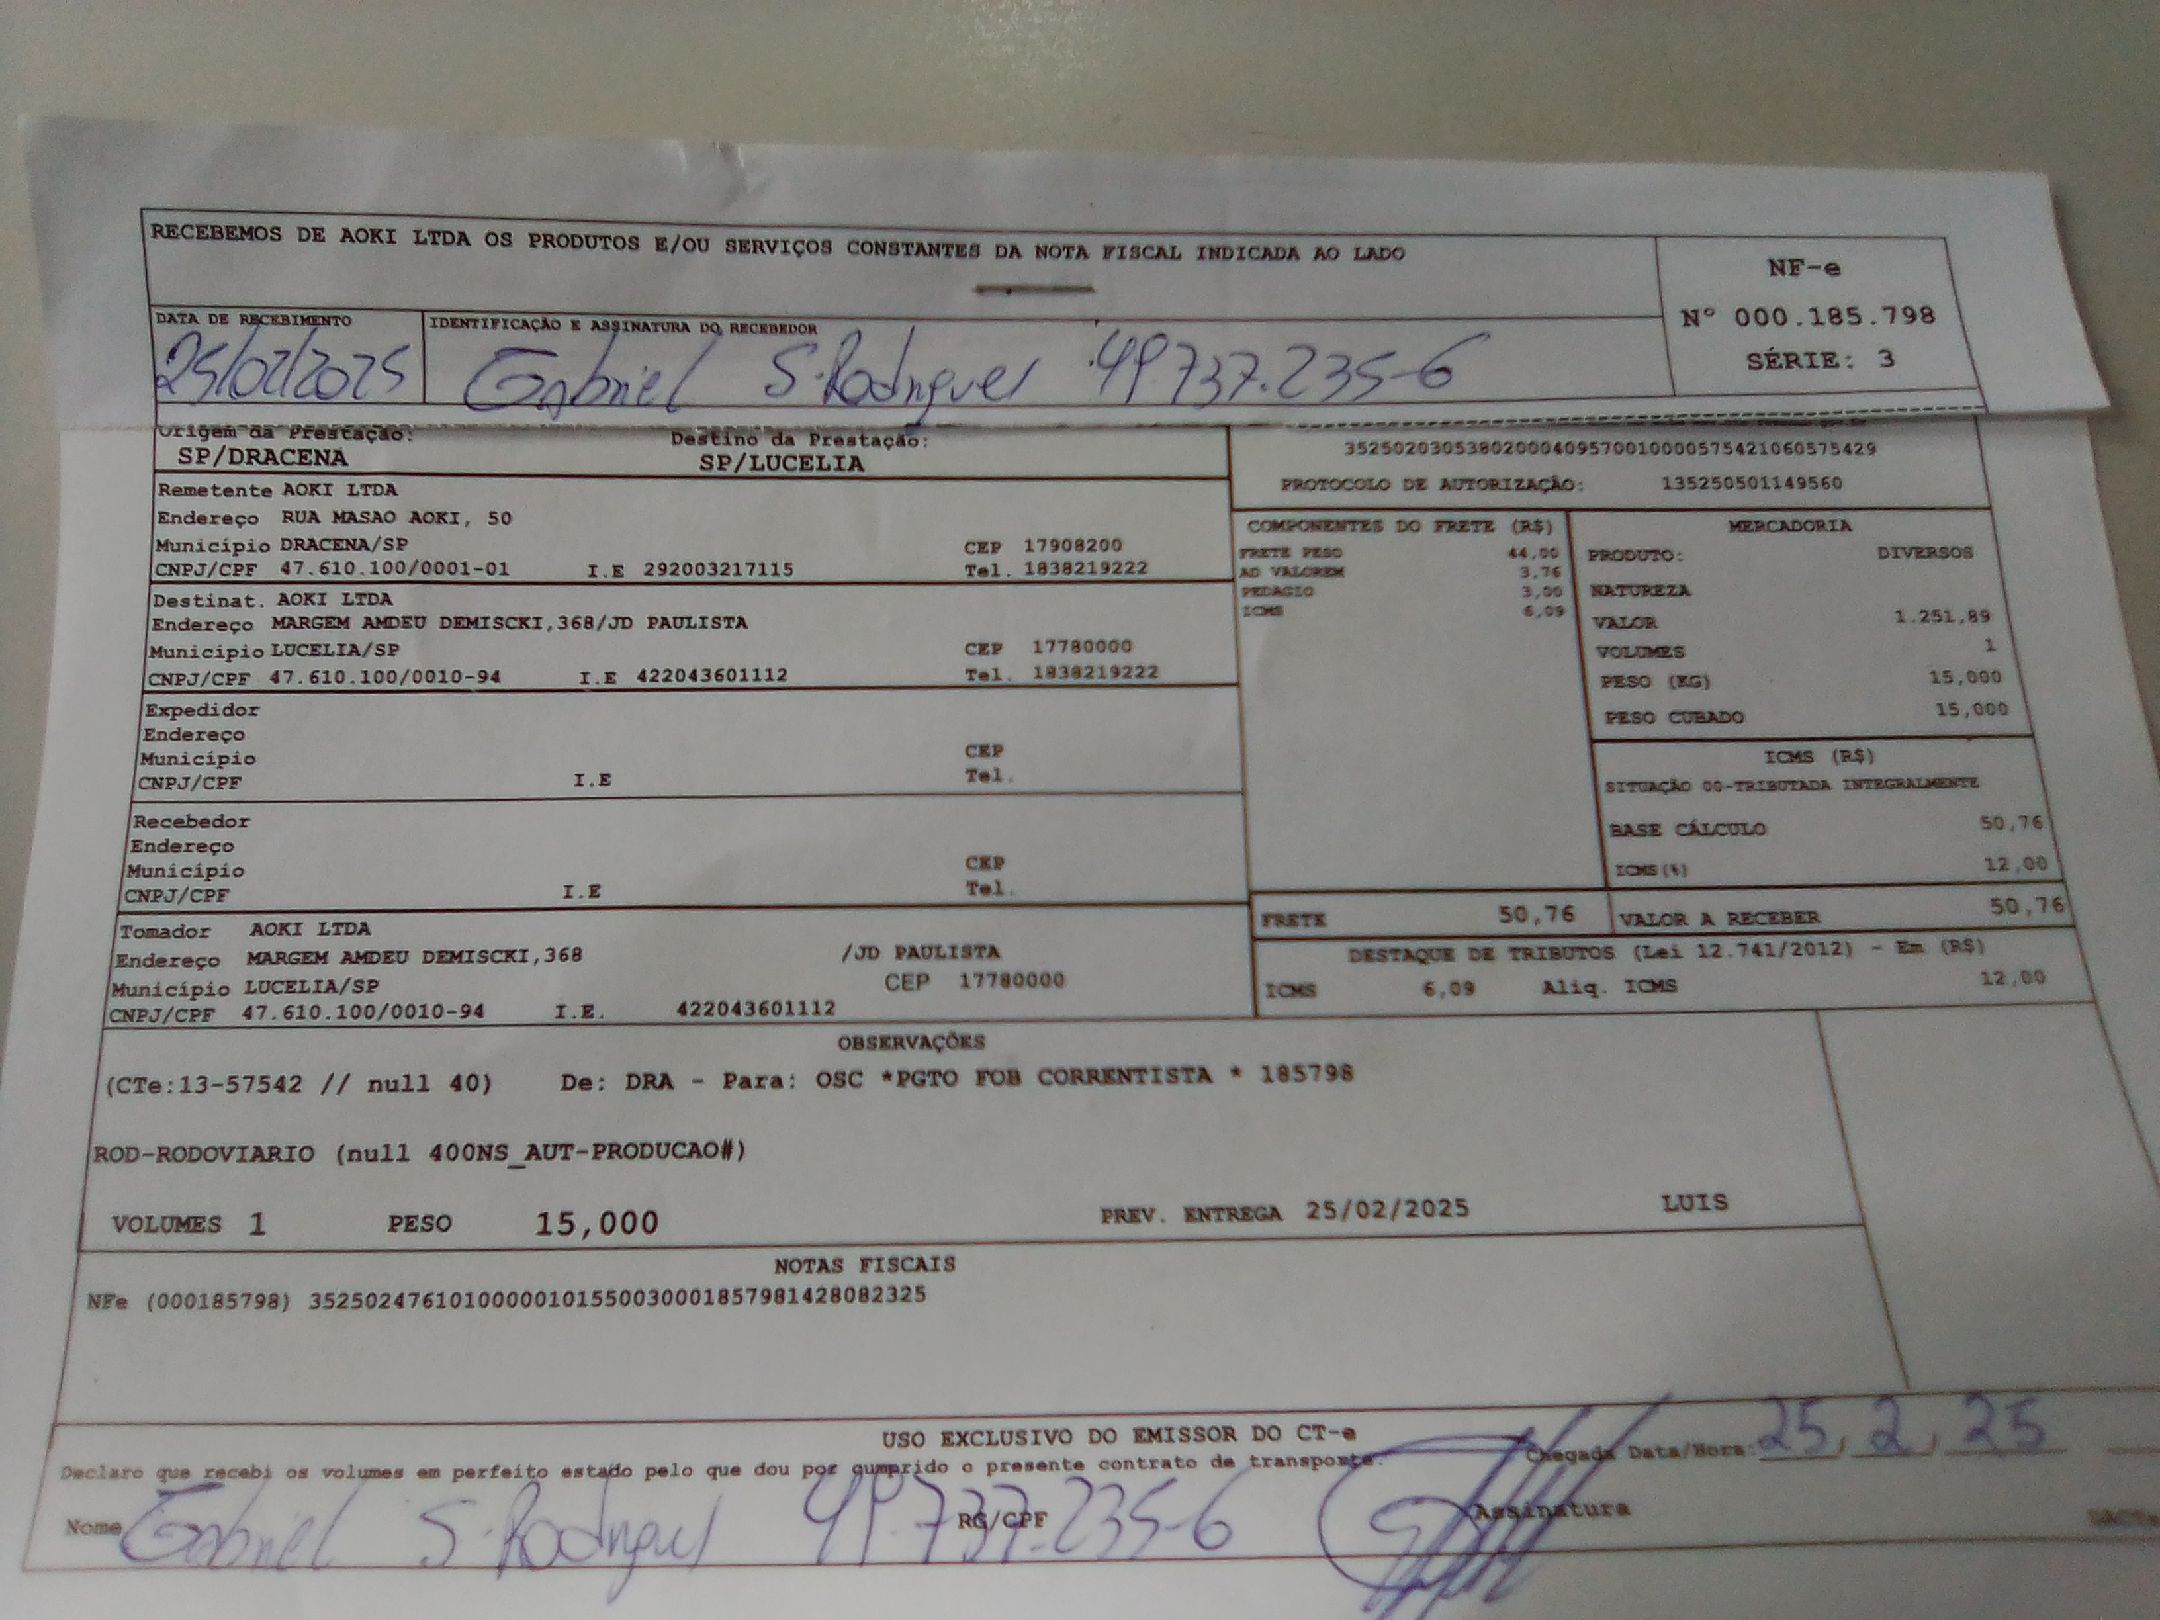 RECEBEMOS DE AOKI LTDA OS PRODUTOS E/OU SERVIÇOS CONSTANTES DA NOTA FISCAL INDICADA AO LADO
NF-e
Nº 000.185.798
SÉRIE: 3
DATA DE RECEBIMENTO
25/02/2025
IDENTIFICAÇÃO E ASSINATURA DO RECEBEDOR
Gabriel S. Rodrigues 49.737.235-6
Origem da Prestação:
SP/DRACENA
Destino da Prestação:
SP/LUCELIA
35250203053802000409570010000575421060575429
PROTOCOLO DE AUTORIZAÇÃO: 135250501149560
Remetente AOKI LTDA
Endereço RUA MASAO AOKI, 50
Município DRACENA/SP CEP 17908200
CNPJ/CPF 47.610.100/0001-01 I.E 292003217115 Tel. 1838219222
Destinat. AOKI LTDA
Endereço MARGEM AMDEU DEMISCKI,368/JD PAULISTA
Municipio LUCELIA/SP CEP 17780000
CNPJ/CPF 47.610.100/0010-94 I.E 422043601112 Tel. 1838219222
Expedidor
Endereço
Município CEP
CNPJ/CPF I.E Tel.
Recebedor
Endereço
Município CEP
CNPJ/CPF I.E Tel.
Tomador AOKI LTDA
Endereço MARGEM AMDEU DEMISCKI,368 /JD PAULISTA
Município LUCELIA/SP CEP 17780000
CNPJ/CPF 47.610.100/0010-94 I.E. 422043601112
COMPONENTES DO FRETE (R$)
FRETE PESO 44,00
AD VALOREM 3,76
PEDAGIO 3,00
ICMS 6,09
MERCADORIA
PRODUTO: DIVERSOS
NATUREZA
VALOR 1.251,89
VOLUMES 1
PESO (KG) 15,000
PESO CUBADO 15,000
ICMS (R$)
SITUAÇÃO 00-TRIBUTADA INTEGRALMENTE
BASE CÁLCULO 50,76
ICMS(%) 12,00
FRETE 50,76
VALOR A RECEBER 50,76
DESTAQUE DE TRIBUTOS (Lei 12.741/2012) - Em (R$)
ICMS 6,09 Aliq. ICMS 12,00
OBSERVAÇÕES
(CTe:13-57542 // null 40) De: DRA - Para: OSC *PGTO FOB CORRENTISTA * 185798
ROD-RODOVIARIO (null 400NS_AUT-PRODUCAO#)
VOLUMES 1 PESO 15,000 PREV. ENTREGA 25/02/2025 LUIS
NOTAS FISCAIS
NFe (000185798) 35250247610100000101550030001857981428082325
USO EXCLUSIVO DO EMISSOR DO CT-e
Declaro que recebi os volumes em perfeito estado pelo que dou por cumprido o presente contrato de transporte.
Chegada Data/Hora: 25/2/25
Nome Gabriel S. Rodrigues RG/CPF 49.737.235-6 Assinatura